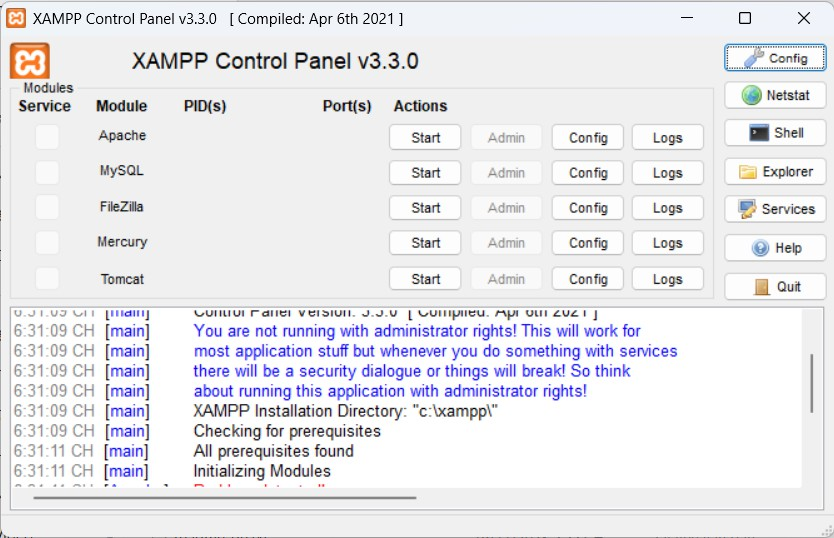 XAMPP Control Panel v3.3.0 [ Compiled: Apr 6th 2021 ]
XAMPP Control Panel v3.3.0
Config
Modules
Service Module PID(s) Port(s) Actions
Netstat
Apache Start Admin Config Logs
Shell
MySQL Start Admin Config Logs
Explorer
FileZilla Start Admin Config Logs
Services
Mercury Start Admin Config Logs
Help
Tomcat Start Admin Config Logs
Quit
6:31:09 CH [main] Control Panel Version: 3.3.0 [ Compiled: Apr 6th 2021 ]
6:31:09 CH [main] You are not running with administrator rights! This will work for
6:31:09 CH [main] most application stuff but whenever you do something with services
6:31:09 CH [main] there will be a security dialogue or things will break! So think
6:31:09 CH [main] about running this application with administrator rights!
6:31:09 CH [main] XAMPP Installation Directory: "c:\xampp\"
6:31:09 CH [main] Checking for prerequisites
6:31:11 CH [main] All prerequisites found
6:31:11 CH [main] Initializing Modules